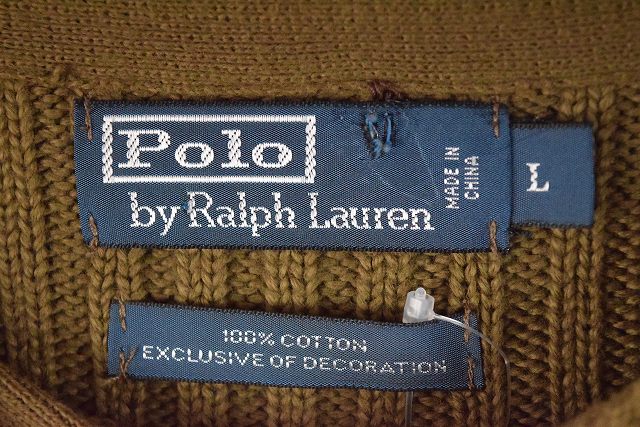 Polo
by Ralph Lauren
MADE IN
CHINA
L
100% COTTON
EXCLUSIVE OF DECORATION